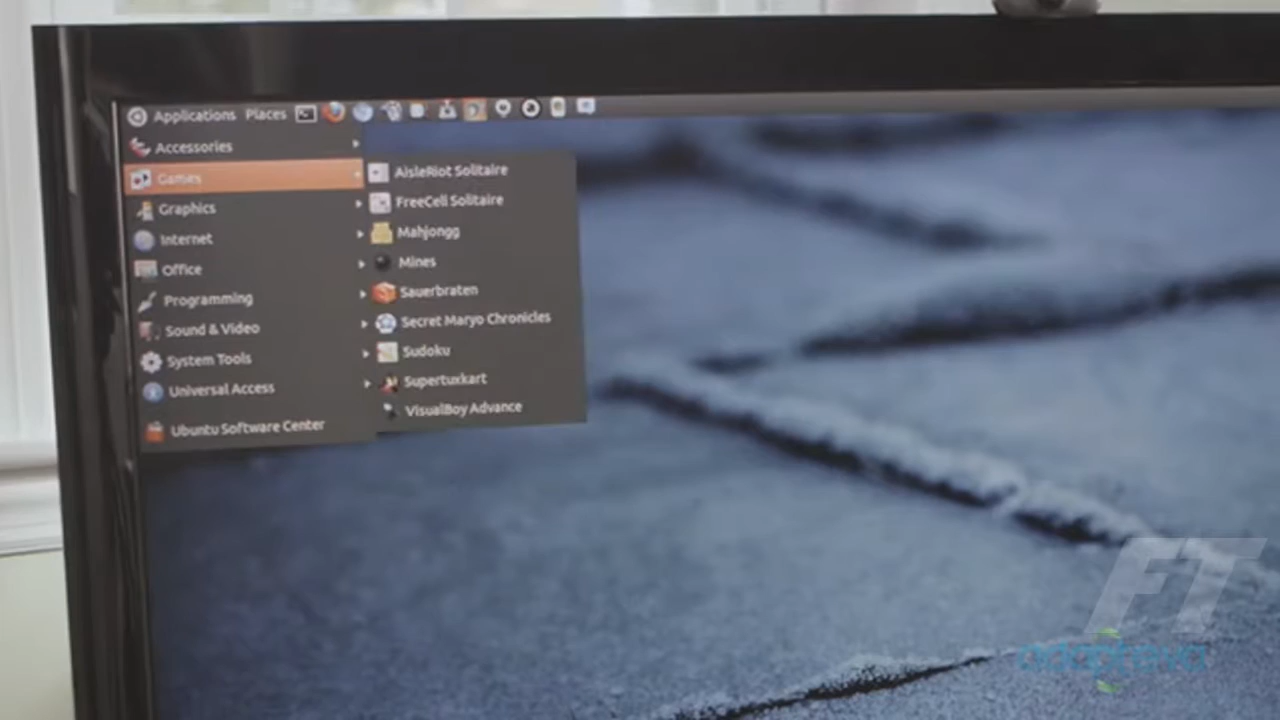 Applications Places
Accessories
Games
Graphics
Internet
Office
Programming
Sound & Video
System Tools
Universal Access
Ubuntu Software Center
AisleRiot Solitaire
FreeCell Solitaire
Mahjongg
Mines
Sauerbraten
Secret Maryo Chronicles
Sudoku
Supertuxkart
VisualBoy Advance
FT